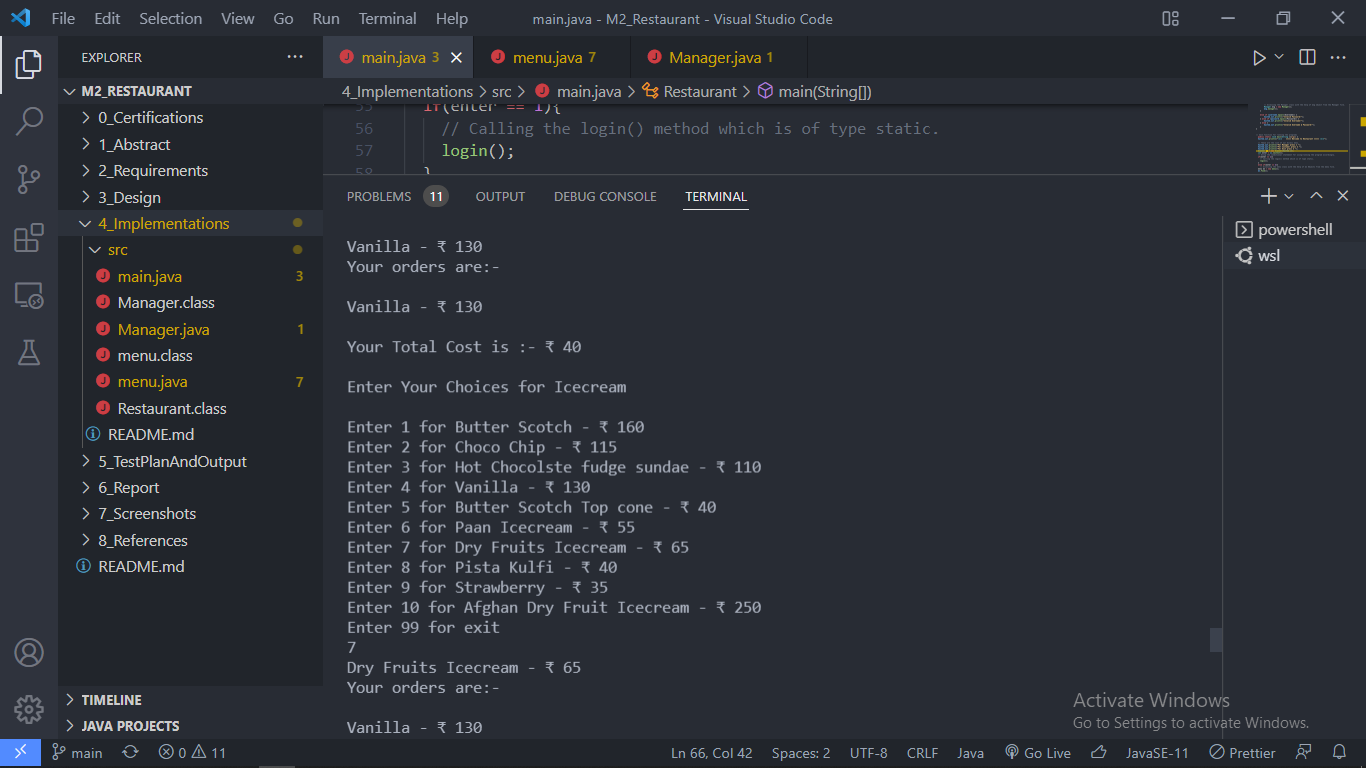 File Edit Selection View Go Run Terminal Help
main.java - M2_Restaurant - Visual Studio Code
EXPLORER
M2_RESTAURANT
0_Certifications
1_Abstract
2_Requirements
3_Design
4_Implementations
src
main.java 3
Manager.class
Manager.java 1
menu.class
menu.java 7
Restaurant.class
README.md
5_TestPlanAndOutput
6_Report
7_Screenshots
8_References
README.md
TIMELINE
JAVA PROJECTS
main.java 3
menu.java 7
Manager.java 1
4_Implementations > src > main.java > Restaurant > main(String[])
55 if(enter == 1){
56 // Calling the login() method which is of type static.
57 login();
58 }
PROBLEMS 11 OUTPUT DEBUG CONSOLE TERMINAL
Vanilla - ₹ 130
Your orders are:-
Vanilla - ₹ 130
Your Total Cost is :- ₹ 40
Enter Your Choices for Icecream
Enter 1 for Butter Scotch - ₹ 160
Enter 2 for Choco Chip - ₹ 115
Enter 3 for Hot Chocolste fudge sundae - ₹ 110
Enter 4 for Vanilla - ₹ 130
Enter 5 for Butter Scotch Top cone - ₹ 40
Enter 6 for Paan Icecream - ₹ 55
Enter 7 for Dry Fruits Icecream - ₹ 65
Enter 8 for Pista Kulfi - ₹ 40
Enter 9 for Strawberry - ₹ 35
Enter 10 for Afghan Dry Fruit Icecream - ₹ 250
Enter 99 for exit
7
Dry Fruits Icecream - ₹ 65
Your orders are:-
Vanilla - ₹ 130
powershell
wsl
Activate Windows
Go to Settings to activate Windows.
main 0 11 Ln 66, Col 42 Spaces: 2 UTF-8 CRLF Java Go Live JavaSE-11 Prettier